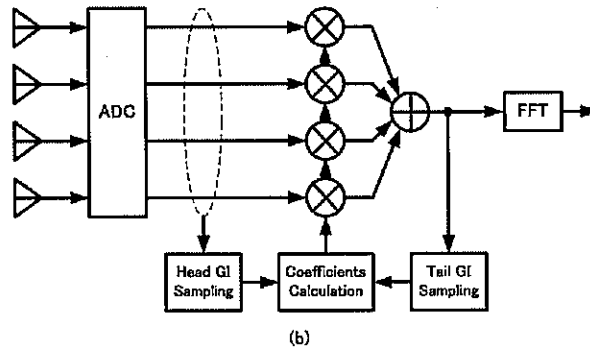 ADC
FFT
Head GI
Sampling
Coefficients
Calculation
Tail GI
Sampling
(b)